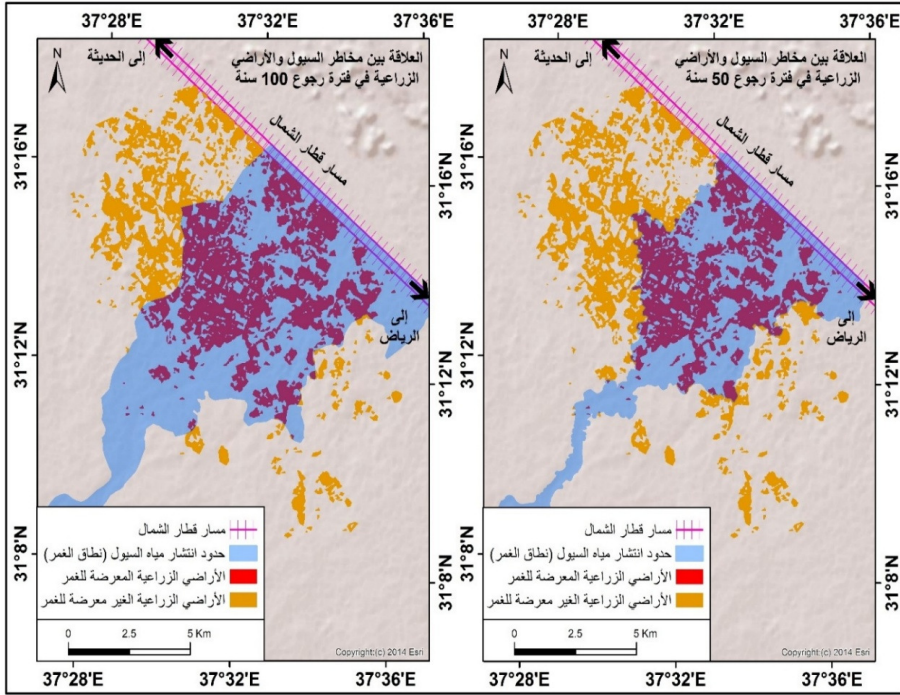 37°28'E 37°32'E 37°36'E
37°28'E 37°32'E 37°36'E
العلاقة بين مخاطر السيول والأراضي
الزراعية في فترة رجوع 100 سنة
إلى الحديثة
N
مسار قطار الشمال
إلى
الرياض
31°16'N
31°12'N
31°8'N
مسار قطار الشمال
حدود انتشار مياه السيول (نطاق الغمر)
الأراضي الزراعية المعرضة للغمر
الأراضي الزراعية الغير معرضة للغمر
0 2.5 5 Km
Copyright:(c) 2014 Esri
العلاقة بين مخاطر السيول والأراضي
الزراعية في فترة رجوع 50 سنة
إلى الحديثة
N
مسار قطار الشمال
إلى
الرياض
31°16'N
31°12'N
31°8'N
31°16'N
31°12'N
31°8'N
مسار قطار الشمال
حدود انتشار مياه السيول (نطاق الغمر)
الأراضي الزراعية المعرضة للغمر
الأراضي الزراعية الغير معرضة للغمر
0 2.5 5 Km
Copyright:(c) 2014 Esri
37°28'E 37°32'E 37°36'E
37°28'E 37°32'E 37°36'E